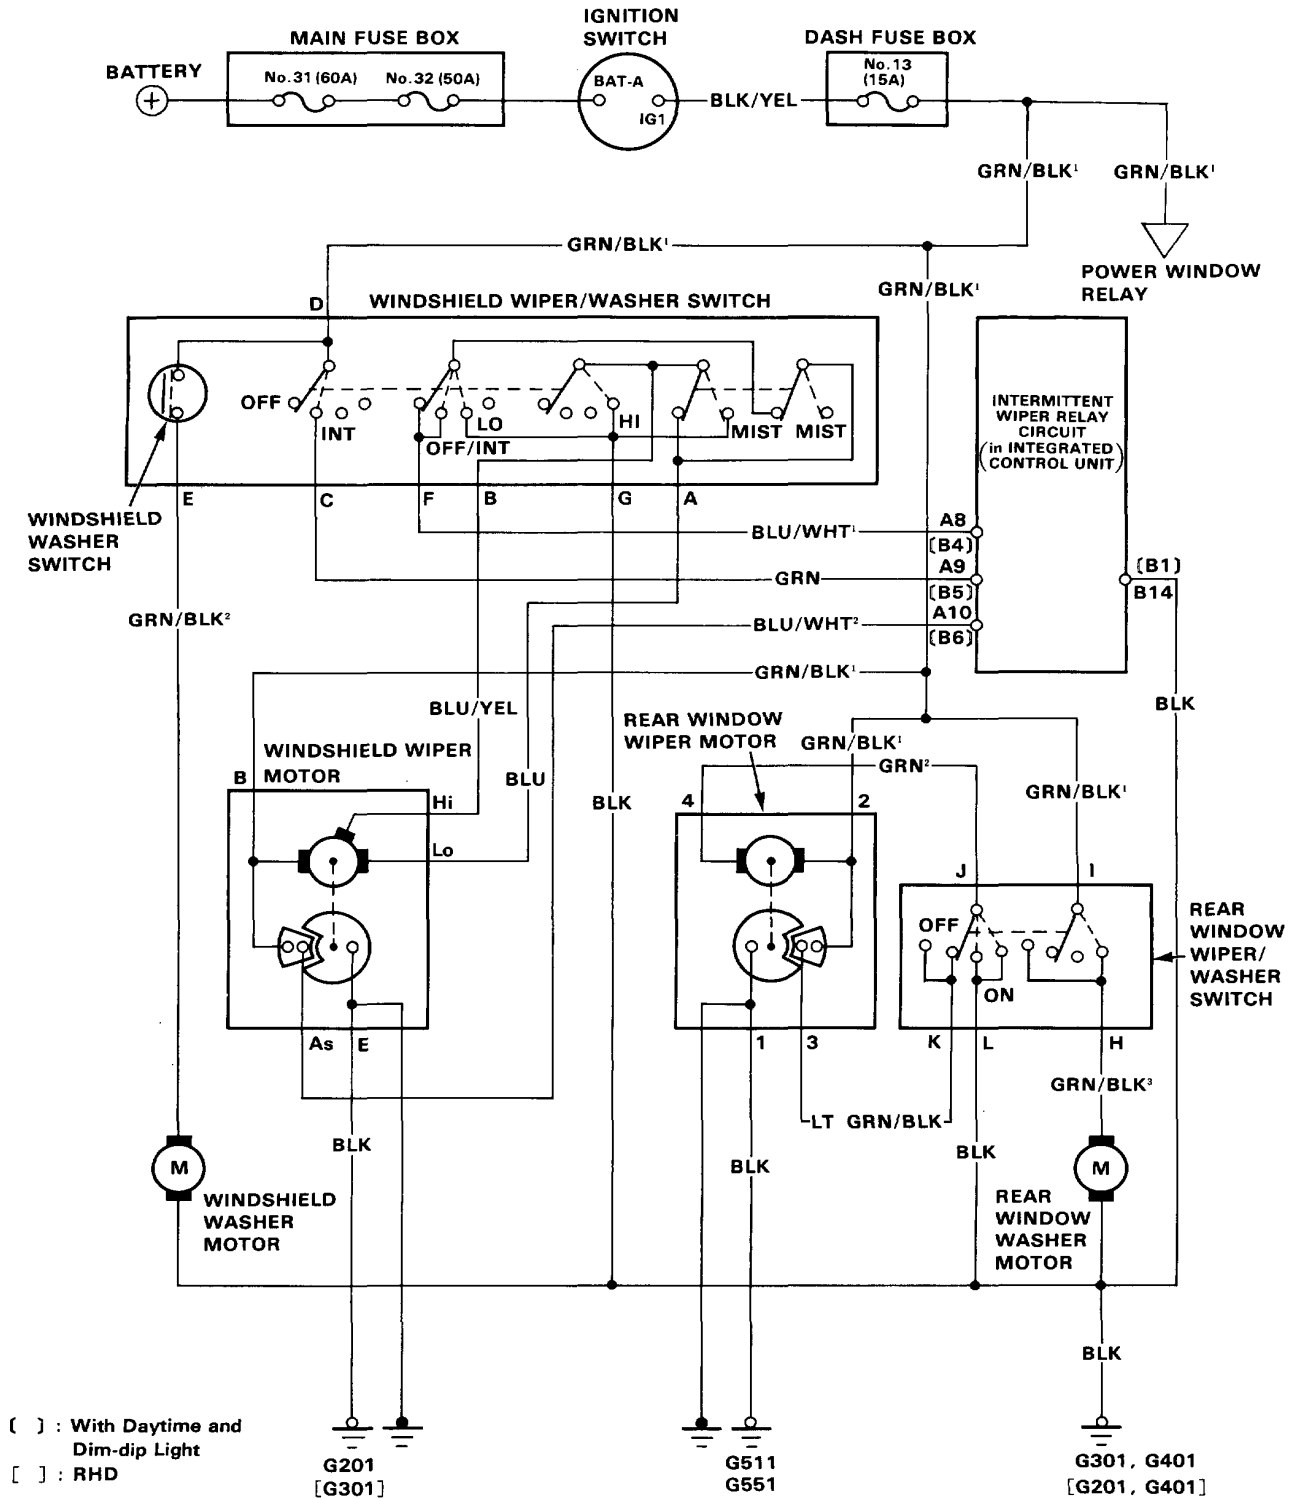 IGNITION
SWITCH
MAIN FUSE BOX
DASH FUSE BOX
BATTERY
No.31 (60A)
No.32 (50A)
BAT-A
IG1
BLK/YEL
No.13
(15A)
GRN/BLK¹
GRN/BLK¹
GRN/BLK¹
POWER WINDOW
RELAY
GRN/BLK¹
D
WINDSHIELD WIPER/WASHER SWITCH
OFF
INT
LO
OFF/INT
HI
MIST
MIST
INTERMITTENT
WIPER RELAY
CIRCUIT
(in INTEGRATED
CONTROL UNIT)
E
C
F
B
G
A
WINDSHIELD
WASHER
SWITCH
BLU/WHT¹
A8
(B4)
GRN
A9
(B5)
(B1)
B14
BLU/WHT²
A10
(B6)
GRN/BLK²
GRN/BLK¹
BLK
BLU/YEL
REAR WINDOW
WIPER MOTOR
GRN/BLK¹
WINDSHIELD WIPER
MOTOR
B
BLU
GRN²
GRN/BLK¹
Hi
BLK
4
2
Lo
J
I
OFF
ON
REAR
WINDOW
WIPER/
WASHER
SWITCH
As
E
1
3
K
L
H
GRN/BLK³
LT GRN/BLK
BLK
BLK
BLK
M
WINDSHIELD
WASHER
MOTOR
M
REAR
WINDOW
WASHER
MOTOR
BLK
( ) : With Daytime and
Dim-dip Light
[ ] : RHD
G201
[G301]
G511
G551
G301, G401
[G201, G401]